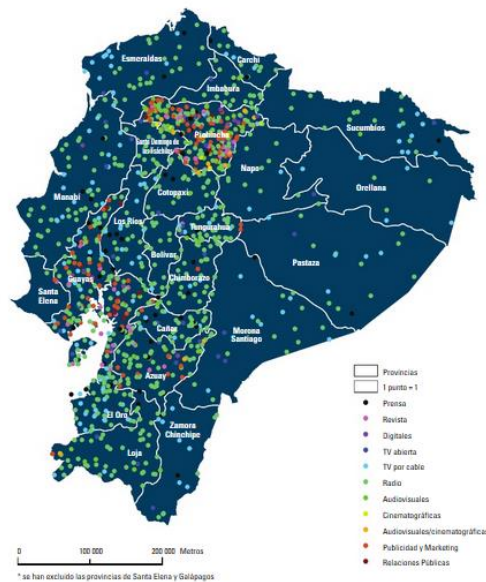 Esmeraldas
Carchi
Imbabura
Pichincha
Sucumbíos
Santo Domingo de
los tsáchilas
Napo
Orellana
Cotopaxi
Manabí
Los Ríos
Tungurahua
Pastaza
Bolívar
Chimborazo
Santa
Elena
Guayas
Cañar
Morona
Santiago
Azuay
El Oro
Zamora
Chinchipe
Loja
Provincias
1 punto = 1
Prensa
Revista
Digitales
TV abierta
TV por cable
Radio
Audiovisuales
Cinematográficas
Audiovisuales/cinematográficas
Publicidad y Marketing
Relaciones Públicas
0 100 000 200 000 Metros
* se han excluido las provincias de Santa Elena y Galápagos